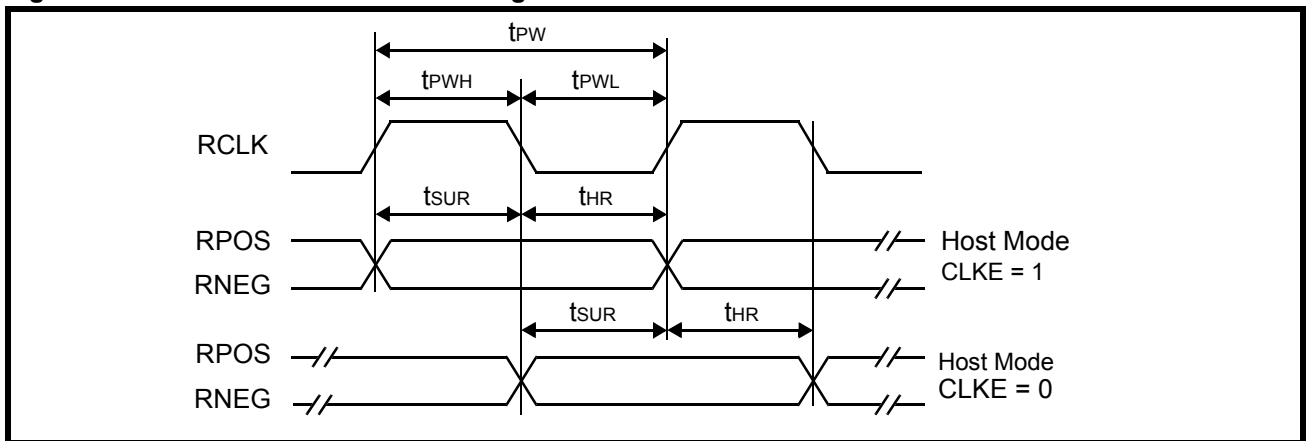 tPW
tPWH tPWL
RCLK
tSUR tHR
RPOS Host Mode
RNEG CLKE = 1
tSUR tHR
RPOS Host Mode
RNEG CLKE = 0